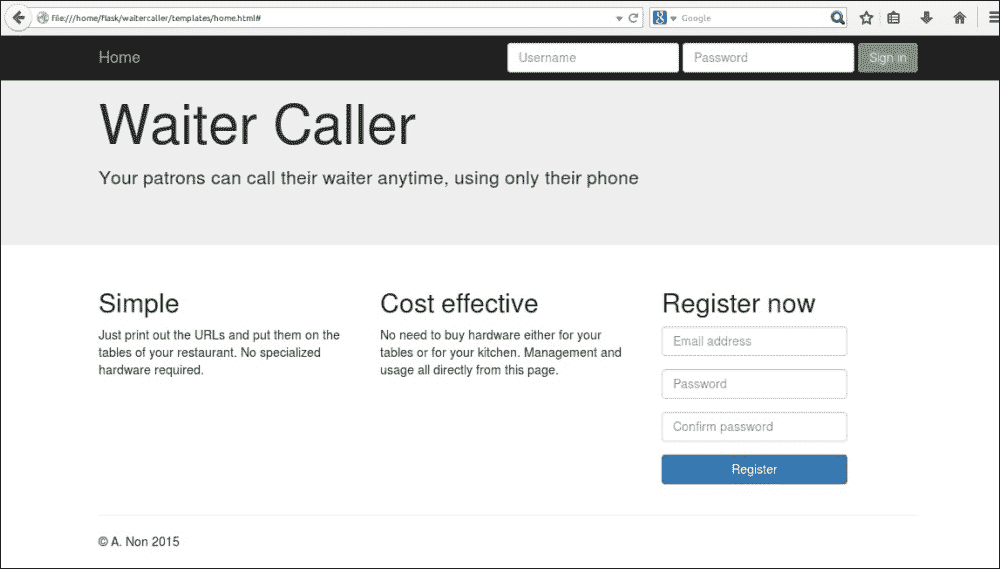 file:///home/flask/waitercaller/templates/home.html#
Google
Home
Username
Password
Sign in
Waiter Caller
Your patrons can call their waiter anytime, using only their phone
Simple
Just print out the URLs and put them on the
tables of your restaurant. No specialized
hardware required.
Cost effective
No need to buy hardware either for your
tables or for your kitchen. Management and
usage all directly from this page.
Register now
Email address
Password
Confirm password
Register
© A. Non 2015